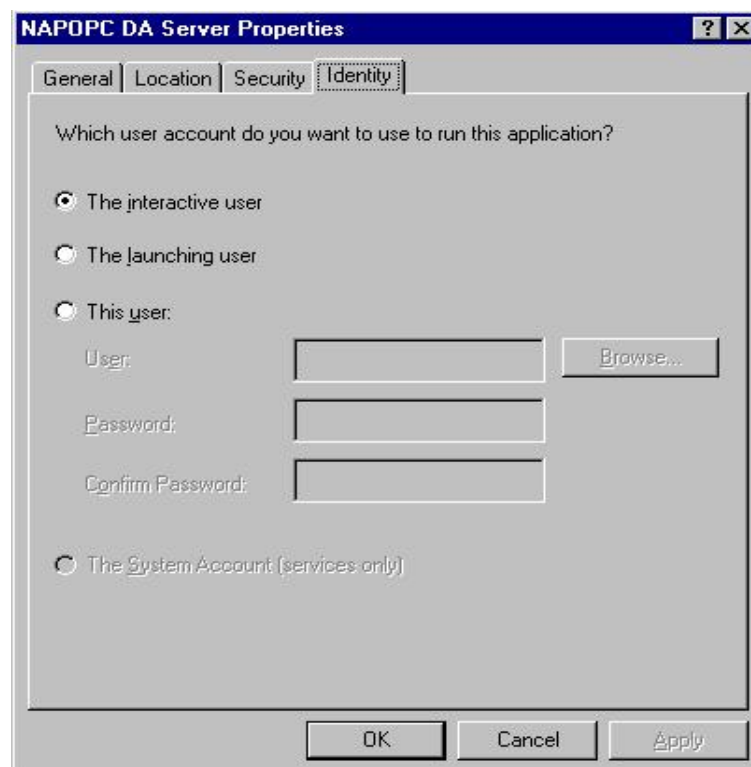 NAPOPC DA Server Properties
General Location Security Identity
Which user account do you want to use to run this application?
The interactive user
The launching user
This user:
User:
Browse...
Password:
Confirm Password:
The System Account (services only)
OK Cancel Apply